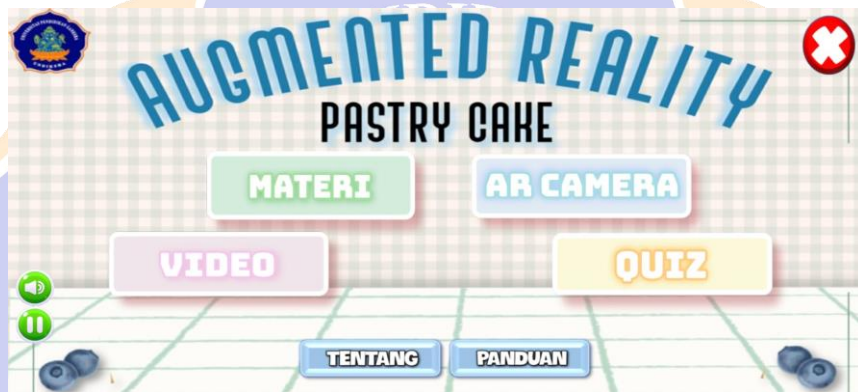 AUGMENTED REALITY
PASTRY CAKE
MATERI
AR CAMERA
VIDEO
QUIZ
TENTANG
PANDUAN